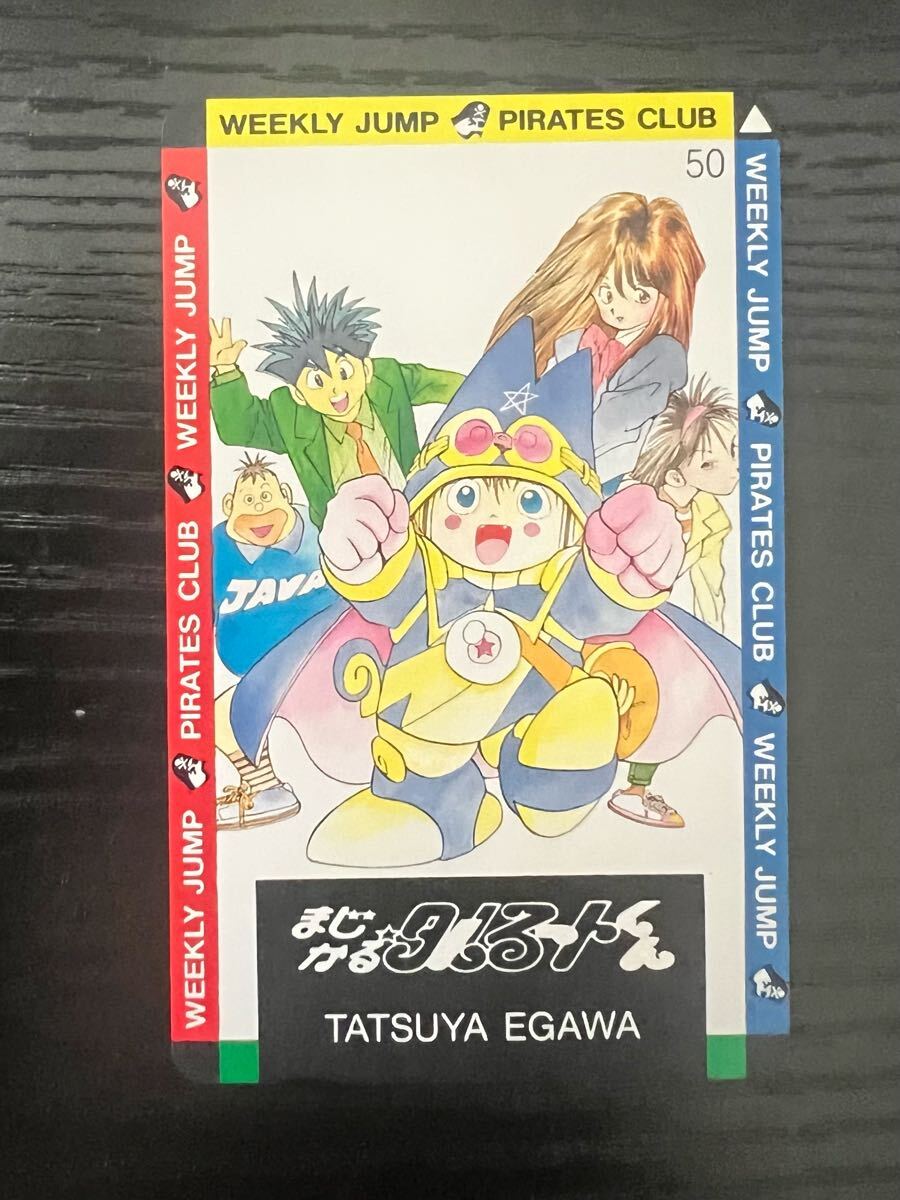 WEEKLY JUMP PIRATES CLUB
50
WEEKLY JUMP PIRATES CLUB WEEKLY JUMP
WEEKLY JUMP PIRATES CLUB WEEKLY JUMP
JAVA
まじかる☆タルるートくん
TATSUYA EGAWA